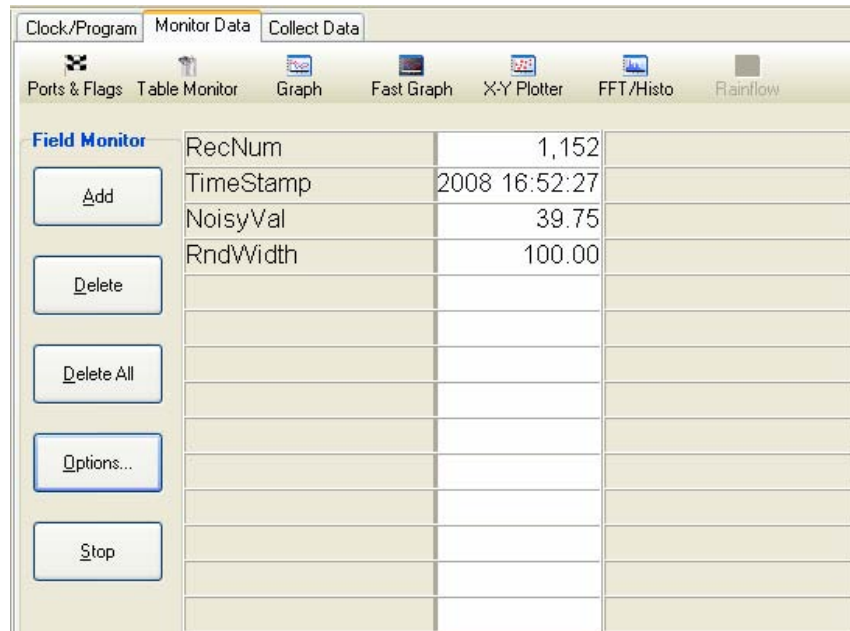 Clock/Program Monitor Data Collect Data
Ports & Flags Table Monitor Graph Fast Graph X-Y Plotter FFT/Histo Rainflow
Field Monitor
Add
Delete
Delete All
Options...
Stop
RecNum 1,152
TimeStamp 2008 16:52:27
NoisyVal 39.75
RndWidth 100.00